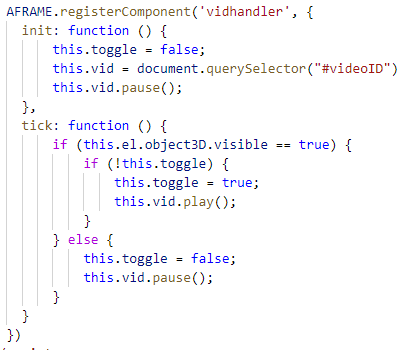 AFRAME.registerComponent('vidhandler', {
init: function () {
this.toggle = false;
this.vid = document.querySelector("#videoID")
this.vid.pause();
},
tick: function () {
if (this.el.object3D.visible == true) {
if (!this.toggle) {
this.toggle = true;
this.vid.play();
}
} else {
this.toggle = false;
this.vid.pause();
}
}
})